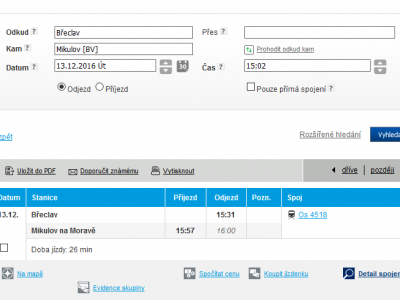 Odkud ? Břeclav Přes ?
Kam ? Mikulov [BV] Prohodit odkud kam
Datum ? 13.12.2016 Út 30 Čas ? 15:02
Odjezd Příjezd Pouze přímá spojení ?
zpět Rozšířené hledání Vyhleda
Uložit do PDF Doporučit známému Vytisknout dříve později
Datum Stanice Příjezd Odjezd Pozn. Spoj
13.12. Břeclav 15:31 Os 4518
Mikulov na Moravě 15:57 16:00
Doba jízdy: 26 min
Na mapě Spočítat cenu Koupit jízdenku Detail spojen
Evidence skupiny